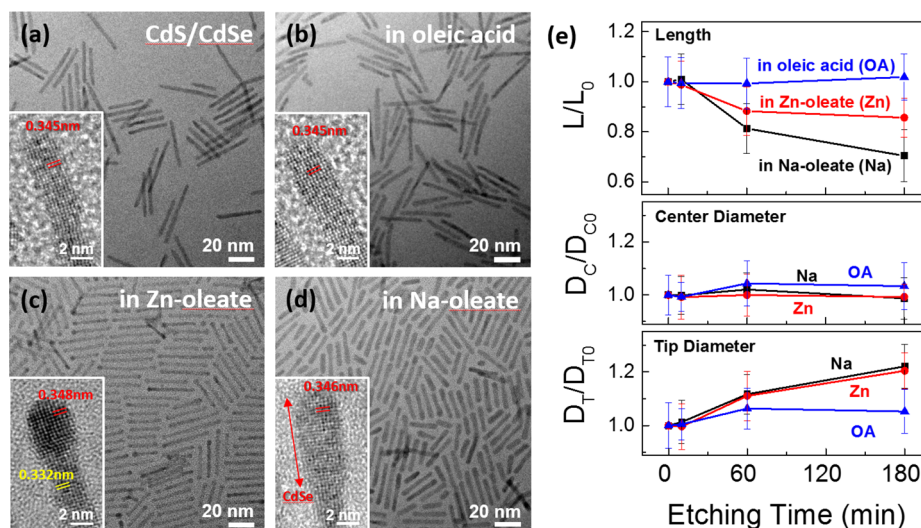 (a)
CdS/CdSe
0.345nm
2 nm
20 nm
(b)
in oleic acid
0.345nm
2 nm
20 nm
(c)
in Zn-oleate
0.348nm
0.332nm
2 nm
20 nm
(d)
in Na-oleate
0.346nm
CdSe
2 nm
20 nm
(e)
Length
in oleic acid (OA)
in Zn-oleate (Zn)
in Na-oleate (Na)
L/L0
1.2
1.0
0.8
0.6
Center Diameter
Na
OA
Zn
DC/DC0
1.2
1.0
Tip Diameter
Na
Zn
OA
DT/DT0
1.2
1.0
0 60 120 180
Etching Time (min)